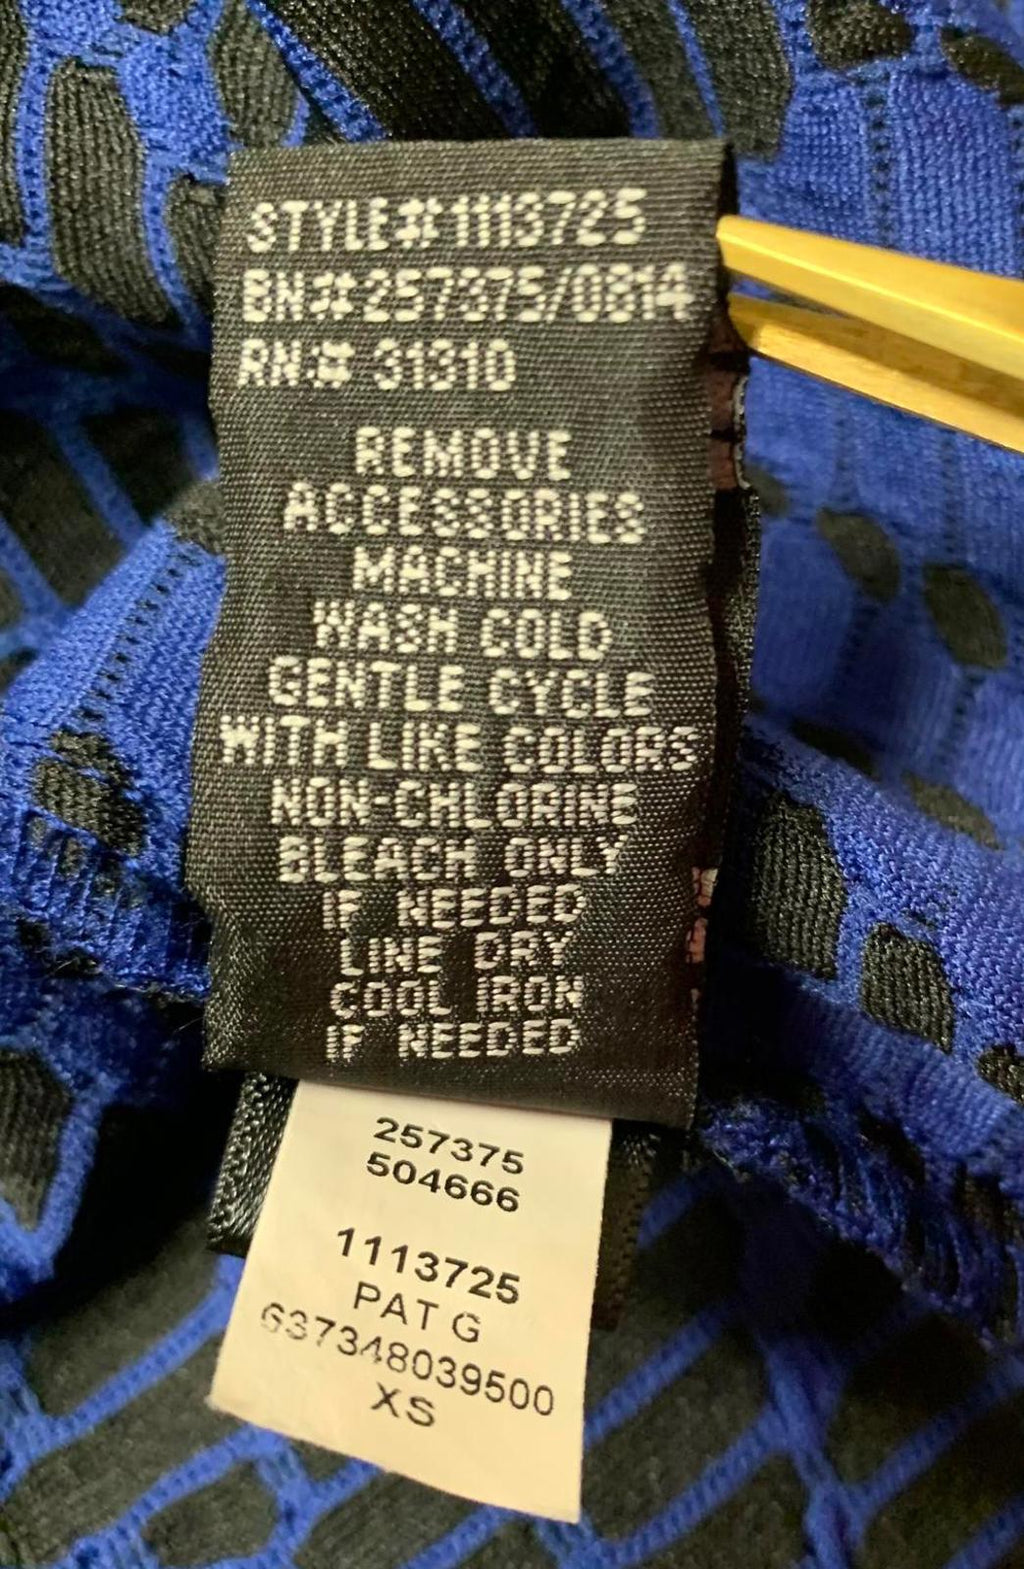 STYLE#1113725
BN#257375/0814
RN# 31310
REMOVE
ACCESSORIES
MACHINE
WASH COLD
GENTLE CYCLE
WITH LIKE COLORS
NON-CHLORINE
BLEACH ONLY
IF NEEDED
LINE DRY
COOL IRON
IF NEEDED
257375
504666
1113725
PAT G
637348039500
XS